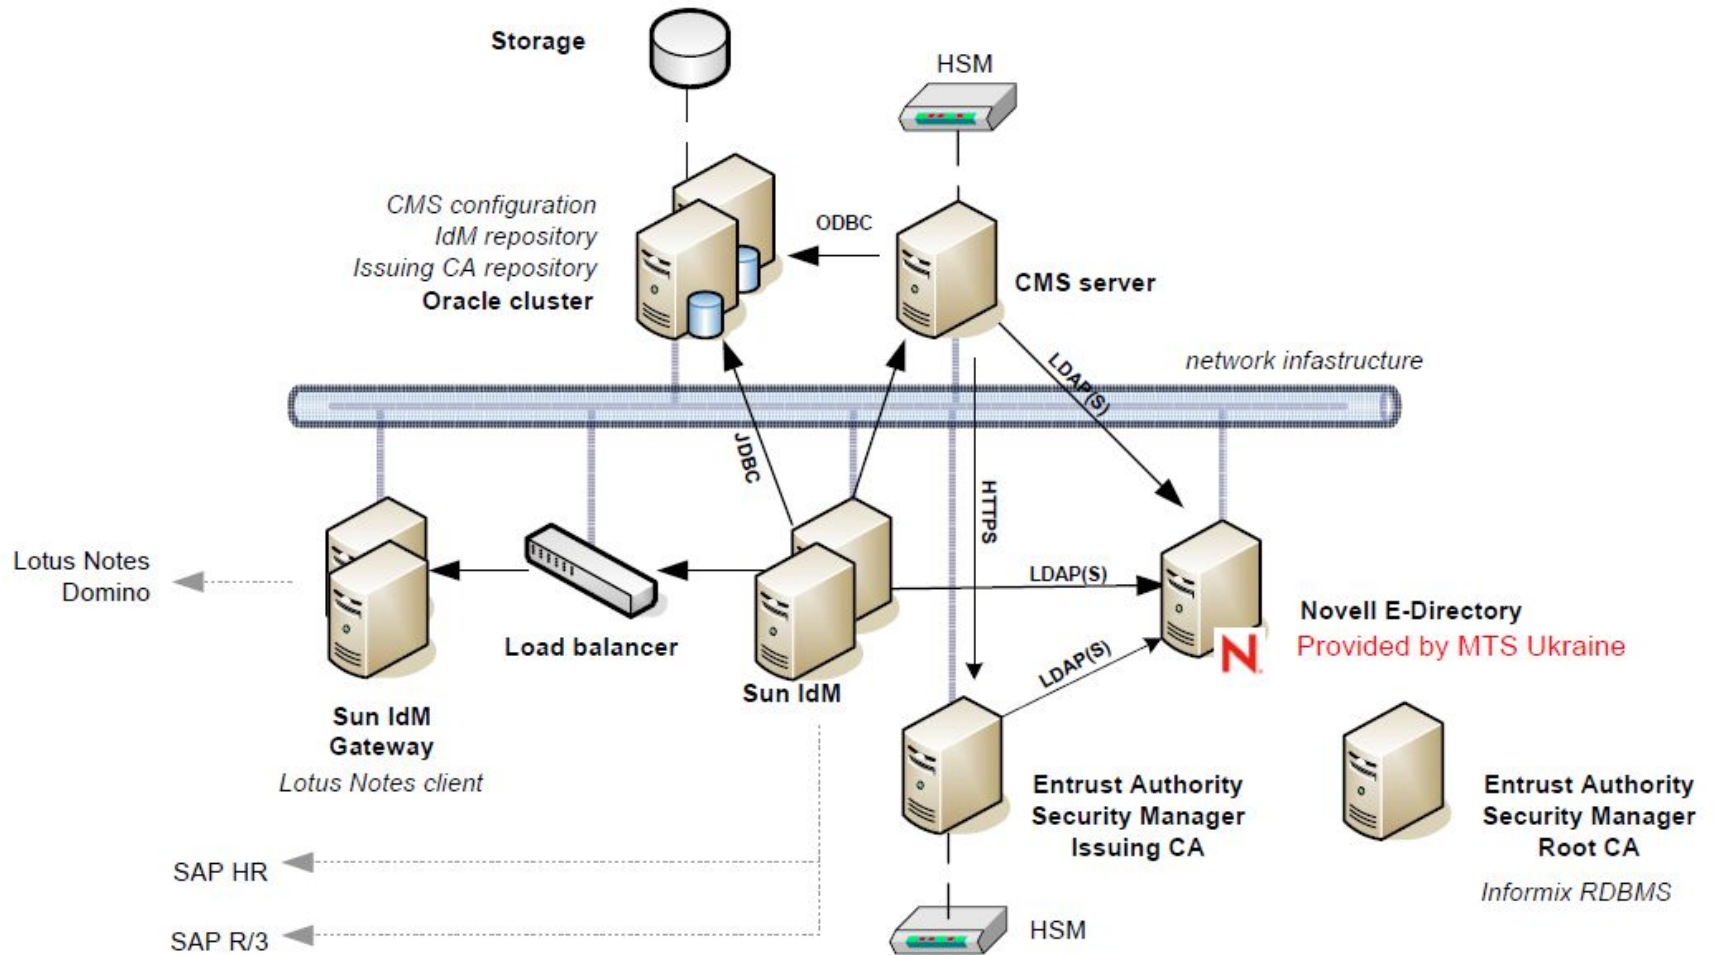 Storage
HSM
CMS configuration
IdM repository
Issuing CA repository
Oracle cluster
ODBC
CMS server
network infastructure
LDAP(S)
JDBC
HTTPS
Lotus Notes
Domino
LDAP(S)
Novell E-Directory
Provided by MTS Ukraine
N
Load balancer
LDAP(S)
Sun IdM
Sun IdM
Gateway
Lotus Notes client
Entrust Authority
Security Manager
Issuing CA
Entrust Authority
Security Manager
Root CA
Informix RDBMS
SAP HR
SAP R/3
HSM